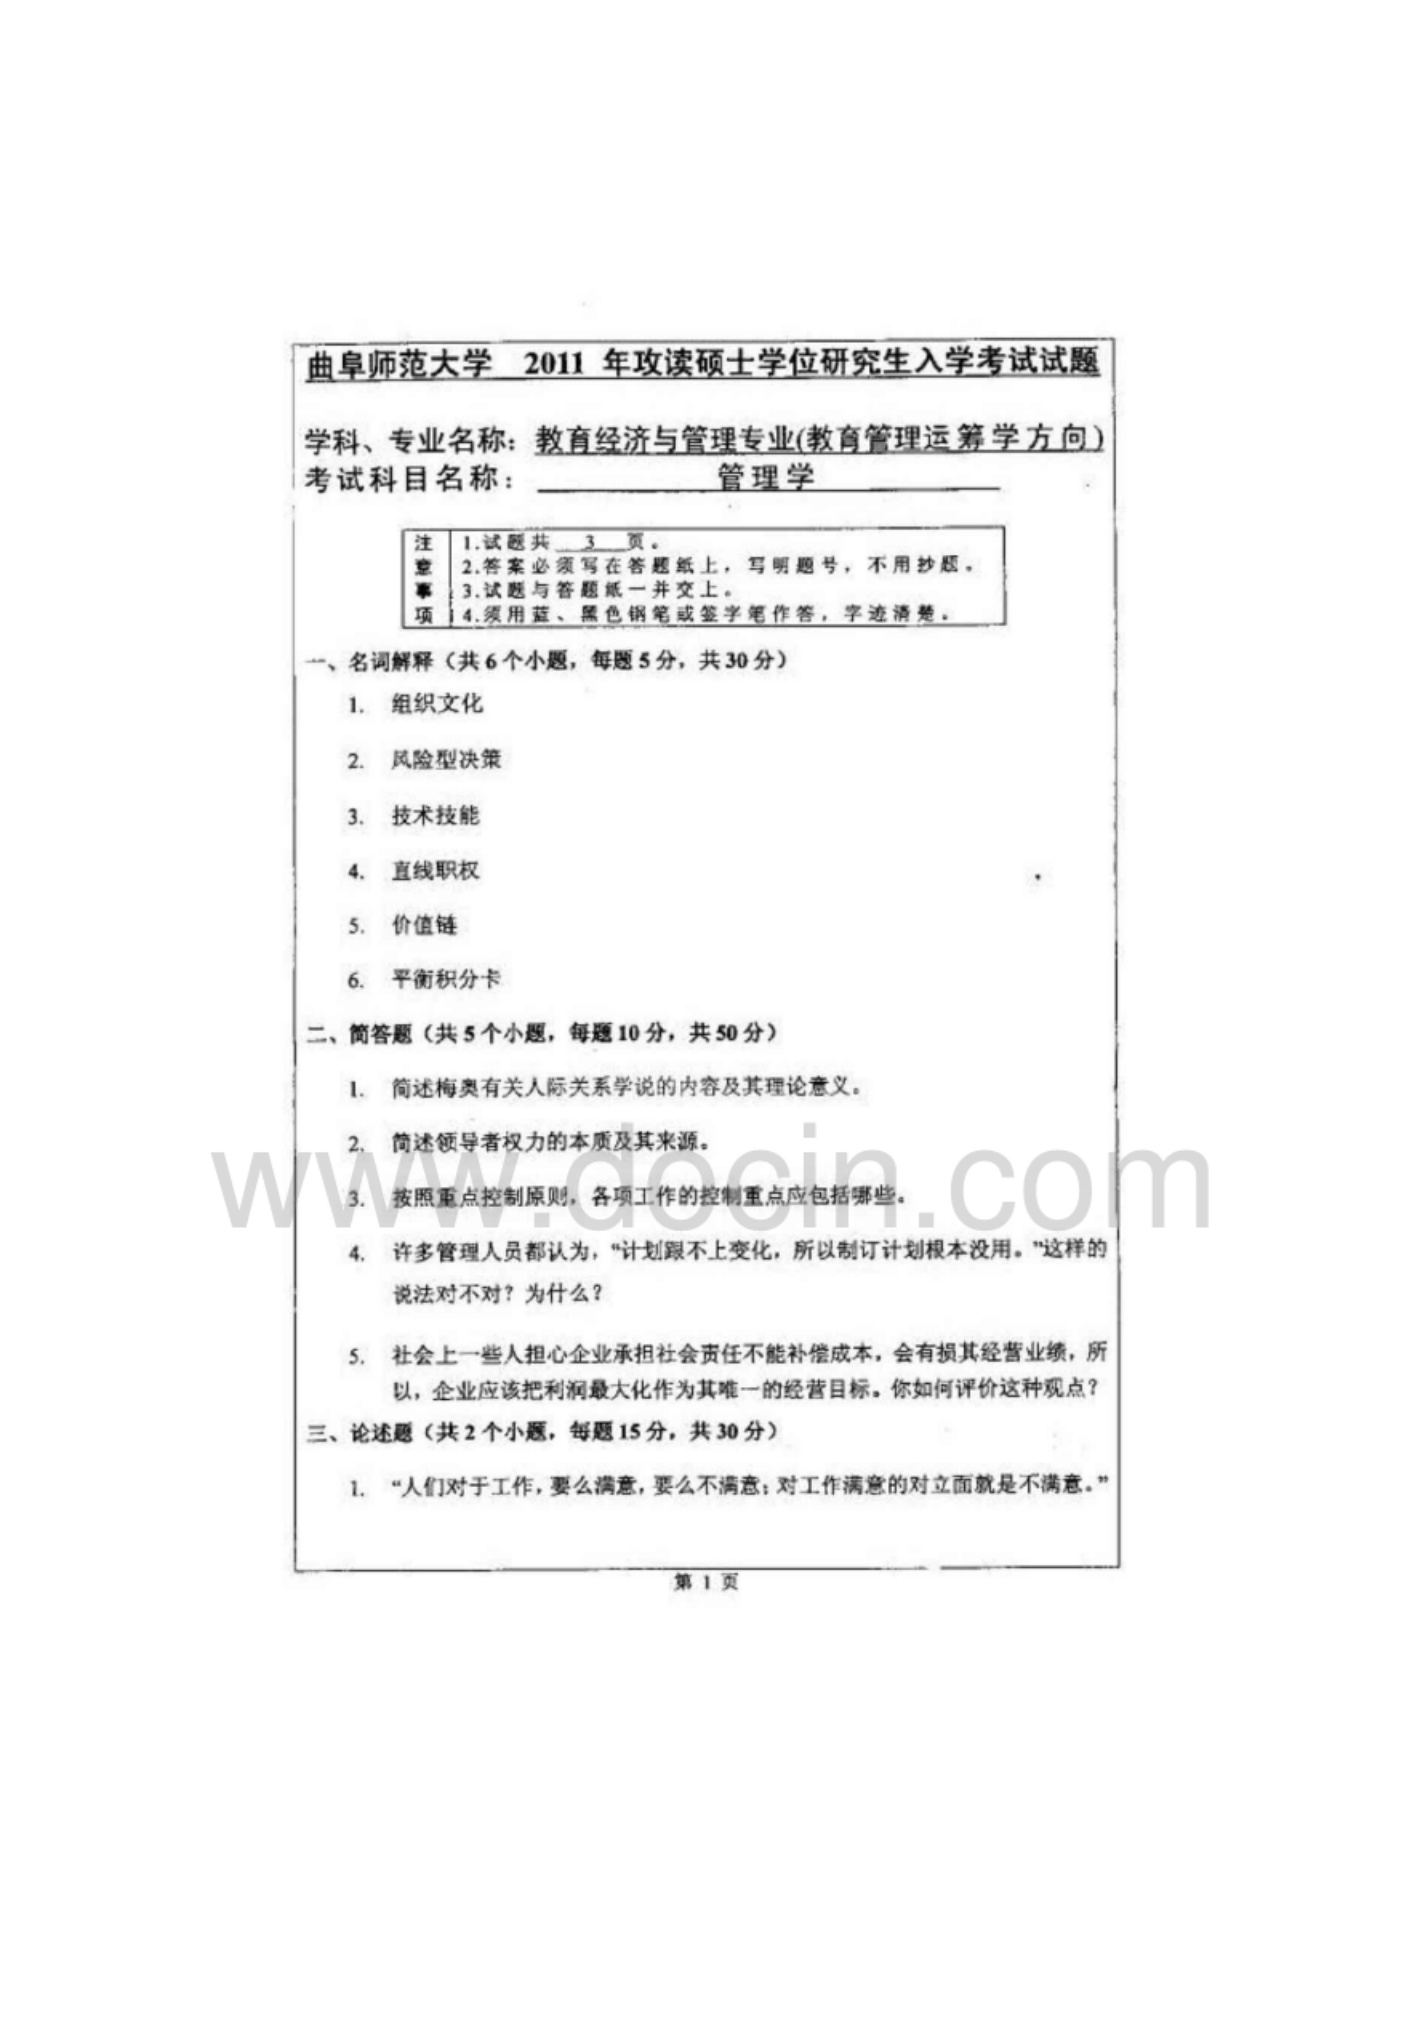 曲阜师范大学 2011 年攻读硕士学位研究生入学考试试题
学科、专业名称：教育经济与管理专业(教育管理运筹学方向)
考试科目名称：管理学
注意事项
1.试题共 3 页。
2.答案必须写在答题纸上，写明题号，不用抄题。
3.试题与答题纸一并交上。
4.须用蓝、黑色钢笔或签字笔作答，字迹清楚。
一、名词解释（共 6 个小题，每题 5 分，共 30 分）
1. 组织文化
2. 风险型决策
3. 技术技能
4. 直线职权
5. 价值链
6. 平衡积分卡
二、简答题（共 5 个小题，每题 10 分，共 50 分）
1. 简述梅奥有关人际关系学说的内容及其理论意义。
2. 简述领导者权力的本质及其来源。
www.docin.com
3. 按照重点控制原则，各项工作的控制重点应包括哪些。
4. 许多管理人员都认为，“计划跟不上变化，所以制订计划根本没用。”这样的
说法对不对？为什么？
5. 社会上一些人担心企业承担社会责任不能补偿成本，会有损其经营业绩，所
以，企业应该把利润最大化作为其唯一的经营目标。你如何评价这种观点？
三、论述题（共 2 个小题，每题 15 分，共 30 分）
1. “人们对于工作，要么满意，要么不满意；对工作满意的对立面就是不满意。”
第 1 页